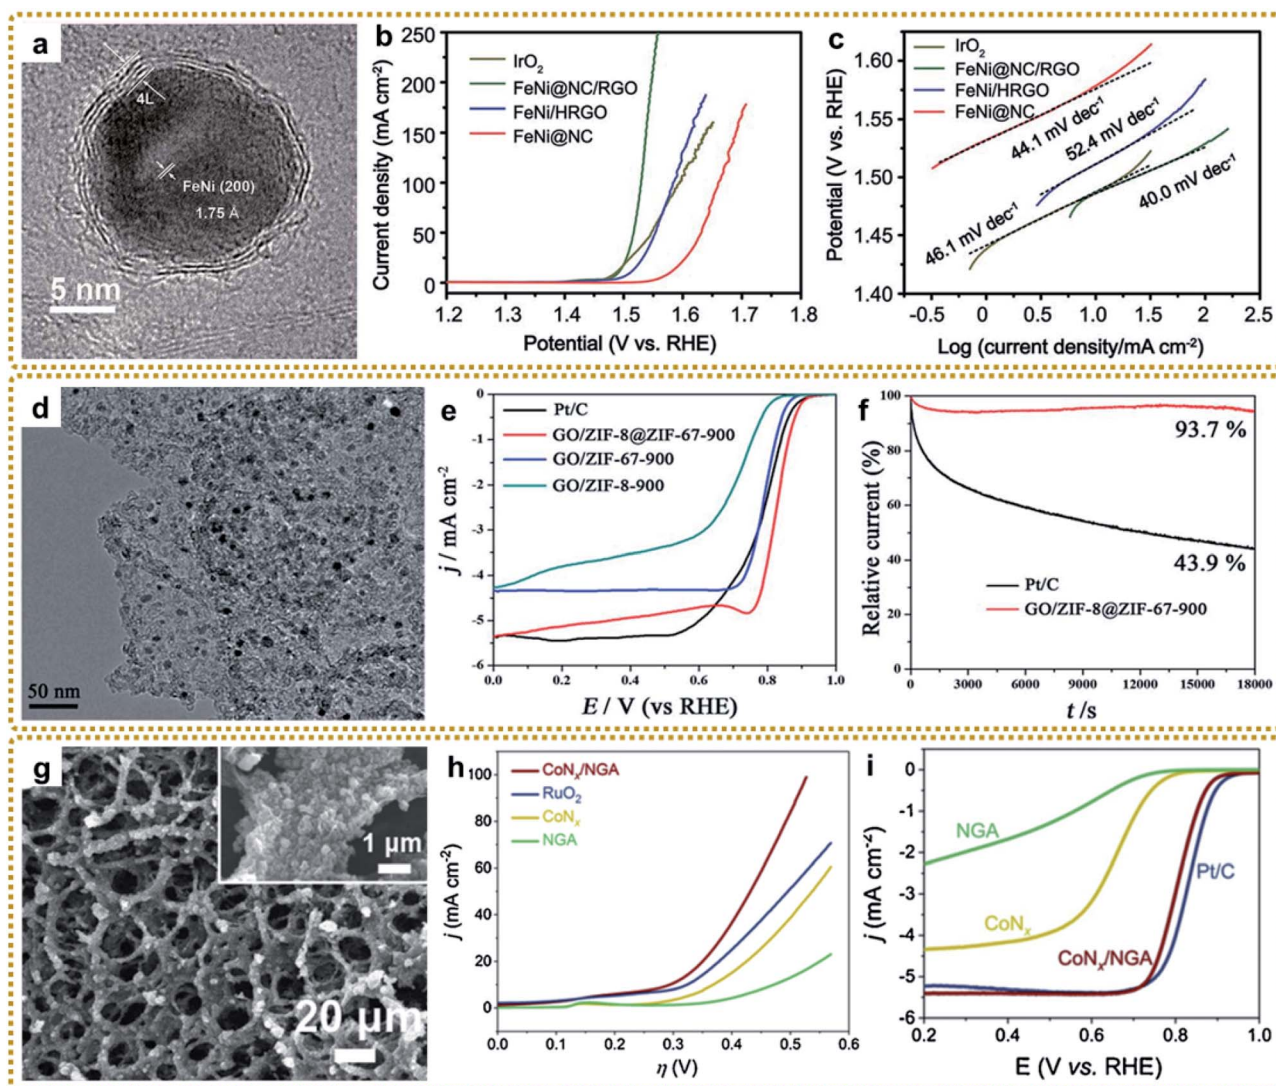 a
4L
FeNi (200)
1.75 Å
5 nm
b
IrO2
FeNi@NC/RGO
FeNi/HRGO
FeNi@NC
Current density (mA cm-2)
250
200
150
100
50
0
1.2 1.3 1.4 1.5 1.6 1.7 1.8
Potential (V vs. RHE)
c
IrO2
FeNi@NC/RGO
FeNi/HRGO
FeNi@NC
Potential (V vs. RHE)
1.60
1.55
1.50
1.45
1.40
44.1 mV dec-1
52.4 mV dec-1
40.0 mV dec-1
46.1 mV dec-1
-0.5 0 0.5 1.0 1.5 2.0 2.5
Log (current density/mA cm-2)
d
50 nm
e
Pt/C
GO/ZIF-8@ZIF-67-900
GO/ZIF-67-900
GO/ZIF-8-900
j / mA cm-2
0
-1
-2
-3
-4
-5
-6
0.0 0.2 0.4 0.6 0.8 1.0
E / V (vs RHE)
f
Relative current (%)
100
80
60
40
20
0
93.7 %
43.9 %
Pt/C
GO/ZIF-8@ZIF-67-900
0 3000 6000 9000 12000 15000 18000
t /s
g
1 µm
20 µm
h
CoNx/NGA
RuO2
CoNx
NGA
j (mA cm-2)
100
80
60
40
20
0
0.0 0.1 0.2 0.3 0.4 0.5 0.6
η (V)
i
NGA
CoNx
CoNx/NGA
Pt/C
j (mA cm-2)
0
-1
-2
-3
-4
-5
-6
0.2 0.4 0.6 0.8 1.0
E (V vs. RHE)